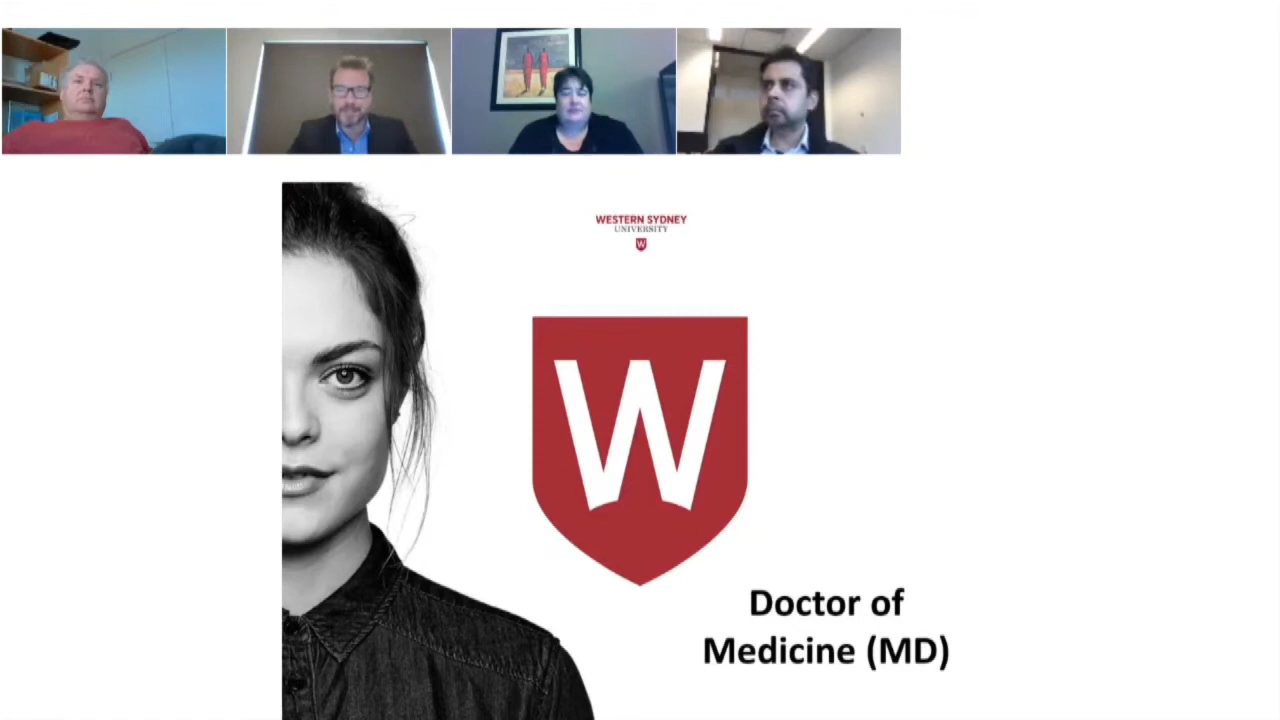 WESTERN SYDNEY
UNIVERSITY
W
W
Doctor of
Medicine (MD)